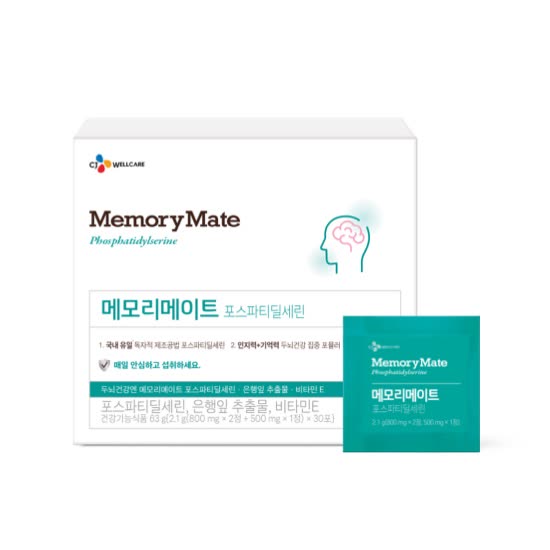 CJ WELLCARE
MemoryMate
Phosphatidylserine
메모리메이트 포스파티딜세린
1. 국내 유일 독자적 제조공법 포스파티딜세린 2. 인지력+기억력 두뇌건강 집중 포뮬러
매일 안심하고 섭취하세요.
두뇌건강엔 메모리메이트 포스파티딜세린 · 은행잎 추출물 · 비타민 E
포스파티딜세린, 은행잎 추출물, 비타민E
건강기능식품 63 g(2.1 g(800 mg × 2정 + 500 mg × 1정) × 30포)
CJ WELLCARE
MemoryMate
Phosphatidylserine
메모리메이트
포스파티딜세린
2.1 g(800 mg × 2정, 500 mg × 1정)